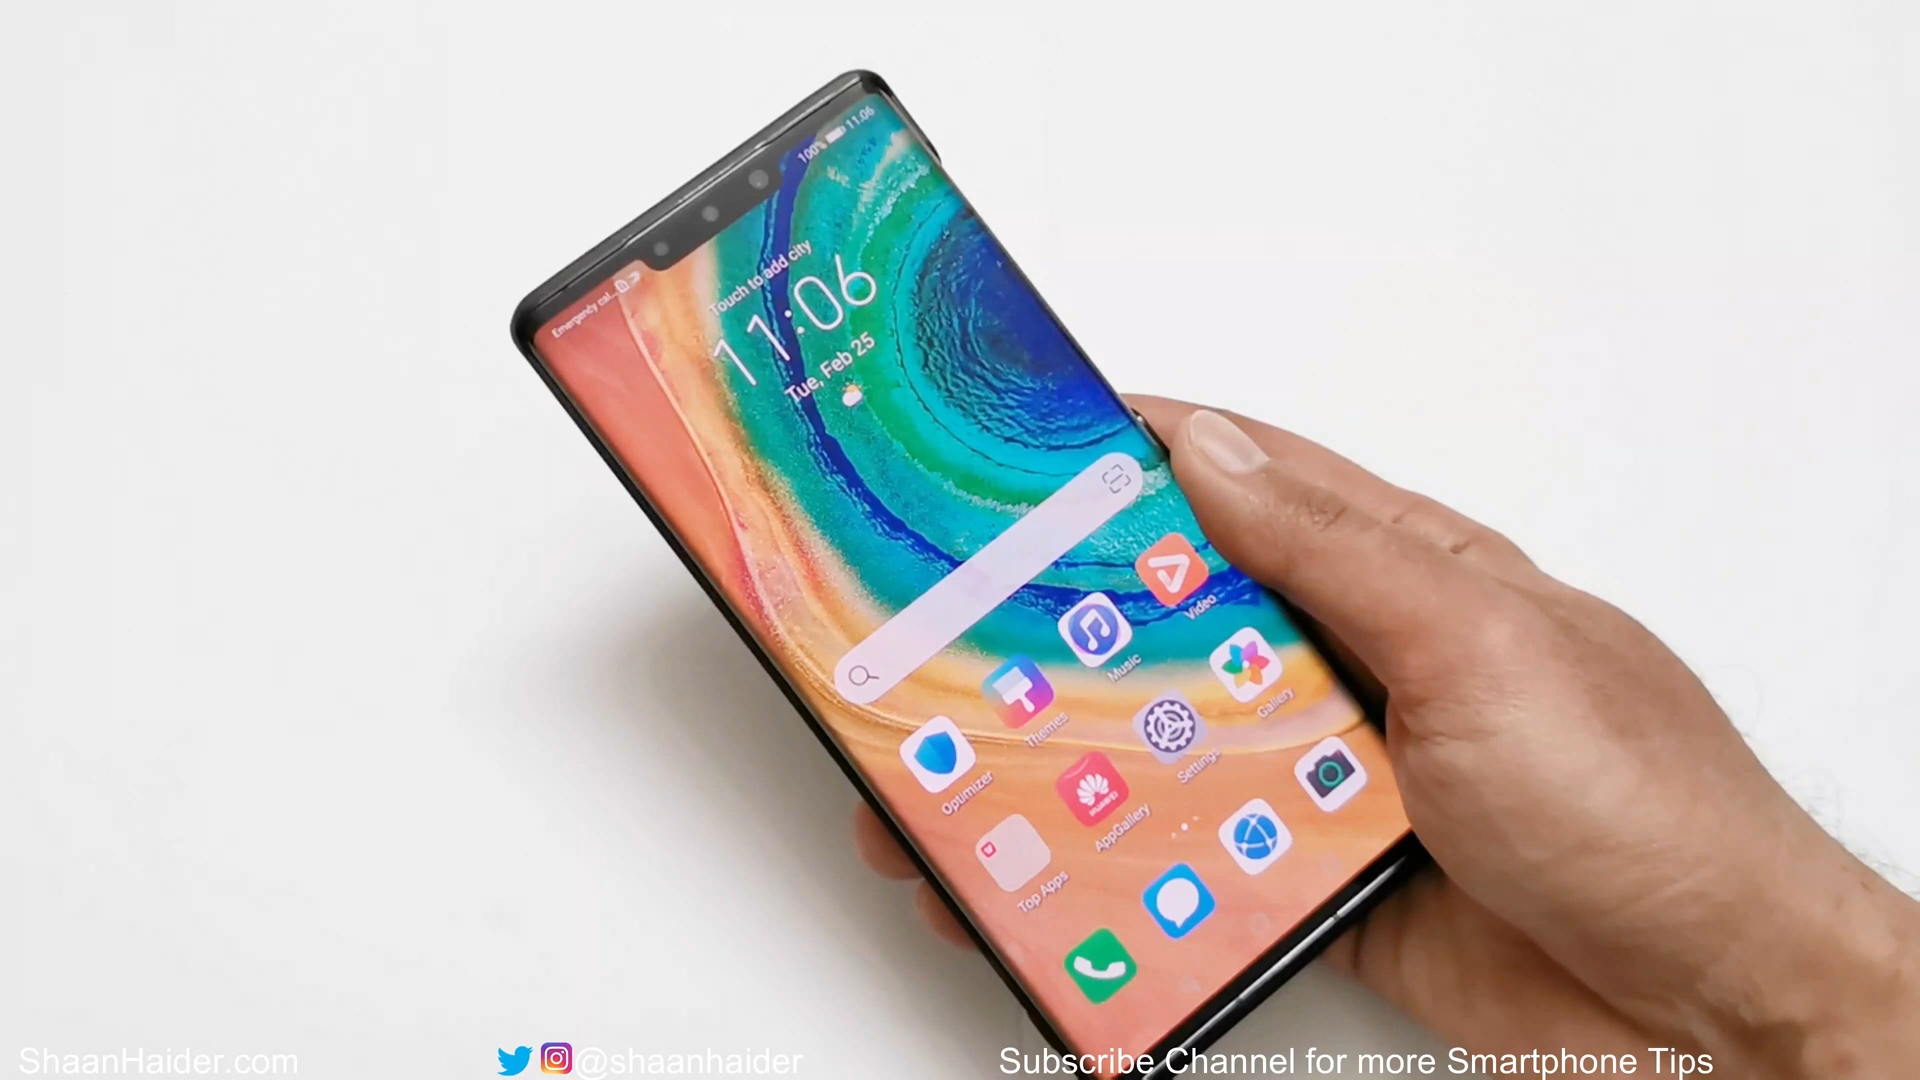 100% 11:06
Emergency cal...
Touch to add city
11:06
Tue, Feb 25
Video
Music
Themes
Optimizer
Gallery
Settings
HUAWEI
AppGallery
Top Apps
ShaanHaider.com
@shaanhaider
Subscribe Channel for more Smartphone Tips